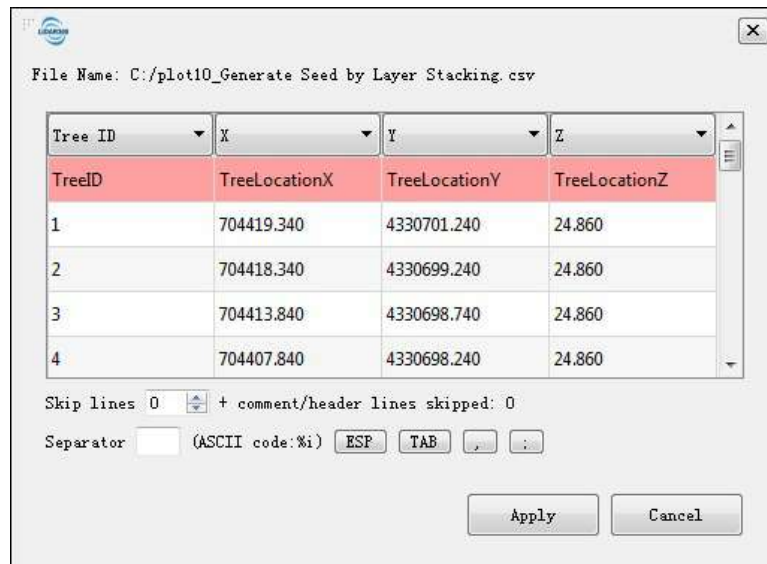 LiDAR360
File Name: C:/plot10_Generate Seed by Layer Stacking.csv
Tree ID X Y Z
TreeID TreeLocationX TreeLocationY TreeLocationZ
1 704419.340 4330701.240 24.860
2 704418.340 4330699.240 24.860
3 704413.840 4330698.740 24.860
4 704407.840 4330698.240 24.860
Skip lines 0 + comment/header lines skipped: 0
Separator (ASCII code:%i) ESP TAB , ;
Apply Cancel